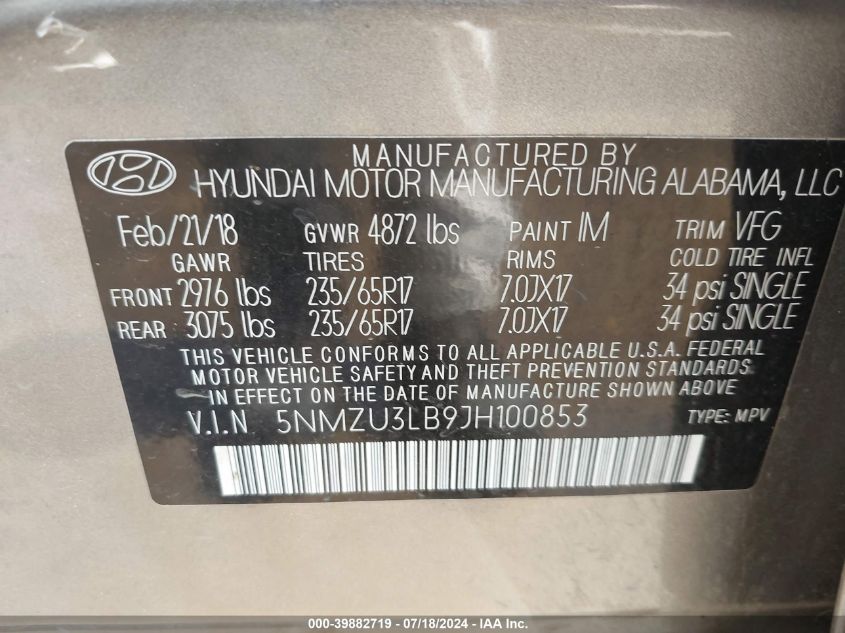 MANUFACTURED BY
HYUNDAI MOTOR MANUFACTURING ALABAMA, LLC
Feb/21/18 GVWR 4872 lbs PAINT IM TRIM VFG
GAWR TIRES RIMS COLD TIRE INFL
FRONT 2976 lbs 235/65R17 7.0JX17 34 psi SINGLE
REAR 3075 lbs 235/65R17 7.0JX17 34 psi SINGLE
THIS VEHICLE CONFORMS TO ALL APPLICABLE U.S.A. FEDERAL
MOTOR VEHICLE SAFETY AND THEFT PREVENTION STANDARDS
IN EFFECT ON THE DATE OF MANUFACTURE SHOWN ABOVE
V.I.N 5NMZU3LB9JH100853 TYPE: MPV
000-39882719 - 07/18/2024 - IAA Inc.